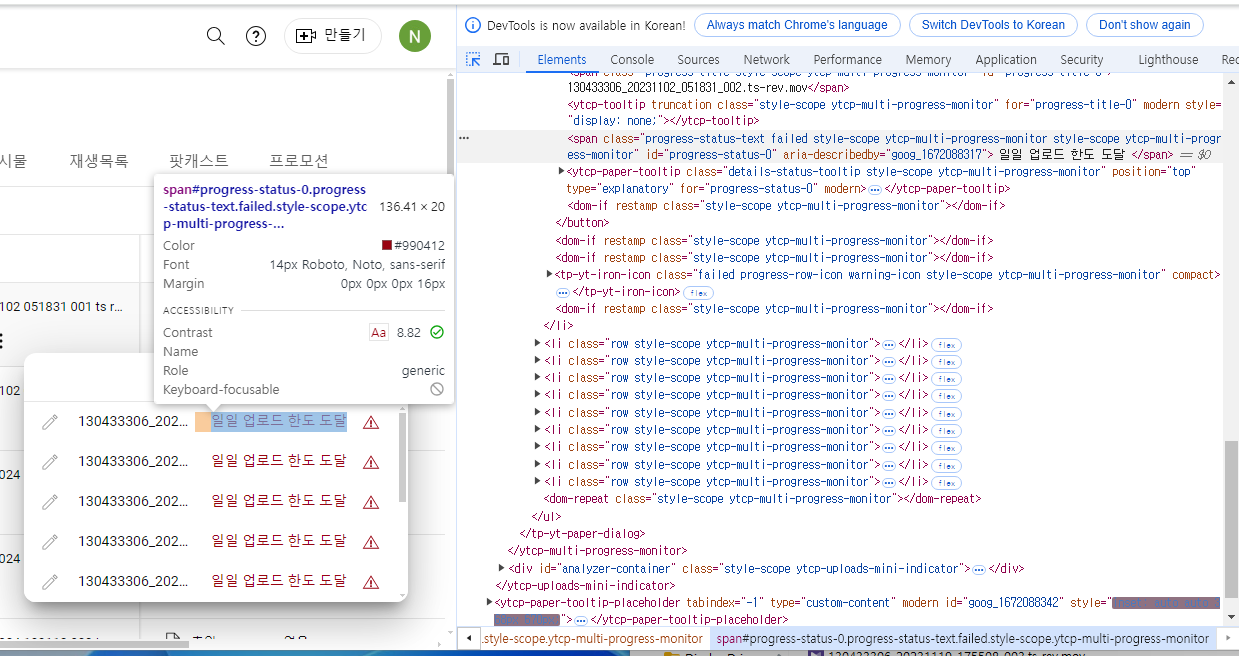 만들기
N
시물 재생목록 팟캐스트 프로모션
span#progress-status-0.progress
-status-text.failed.style-scope.ytc
p-multi-progress-...
136.41 × 20
Color #990412
Font 14px Roboto, Noto, sans-serif
Margin 0px 0px 0px 16px
ACCESSIBILITY
Contrast Aa 8.82
Name
Role generic
Keyboard-focusable
102 051831 001 ts r...
102
024
024
130433306_202... 일일 업로드 한도 도달
130433306_202... 일일 업로드 한도 도달
130433306_202... 일일 업로드 한도 도달
130433306_202... 일일 업로드 한도 도달
130433306_202... 일일 업로드 한도 도달
DevTools is now available in Korean! Always match Chrome's language Switch DevTools to Korean Don't show again
Elements Console Sources Network Performance Memory Application Security Lighthouse Rec
130433306_20231102_051831_002.ts-rev.mov</span>
<ytcp-tooltip truncation class="style-scope ytcp-multi-progress-monitor" for="progress-title-0" modern style=
"display: none;"></ytcp-tooltip>
<span class="progress-status-text failed style-scope ytcp-multi-progress-monitor style-scope ytcp-multi-progr
ess-monitor" id="progress-status-0" aria-describedby="goog_1672088317"> 일일 업로드 한도 도달 </span> == $0
<ytcp-paper-tooltip class="details-status-tooltip style-scope ytcp-multi-progress-monitor" position="top"
type="explanatory" for="progress-status-0" modern>…</ytcp-paper-tooltip>
<dom-if restamp class="style-scope ytcp-multi-progress-monitor"></dom-if>
</button>
<dom-if restamp class="style-scope ytcp-multi-progress-monitor"></dom-if>
<dom-if restamp class="style-scope ytcp-multi-progress-monitor"></dom-if>
<tp-yt-iron-icon class="failed progress-row-icon warning-icon style-scope ytcp-multi-progress-monitor" compact>
…</tp-yt-iron-icon> flex
<dom-if restamp class="style-scope ytcp-multi-progress-monitor"></dom-if>
</li>
<li class="row style-scope ytcp-multi-progress-monitor">…</li> flex
<li class="row style-scope ytcp-multi-progress-monitor">…</li> flex
<li class="row style-scope ytcp-multi-progress-monitor">…</li> flex
<li class="row style-scope ytcp-multi-progress-monitor">…</li> flex
<li class="row style-scope ytcp-multi-progress-monitor">…</li> flex
<li class="row style-scope ytcp-multi-progress-monitor">…</li> flex
<li class="row style-scope ytcp-multi-progress-monitor">…</li> flex
<li class="row style-scope ytcp-multi-progress-monitor">…</li> flex
<li class="row style-scope ytcp-multi-progress-monitor">…</li> flex
<dom-repeat class="style-scope ytcp-multi-progress-monitor"></dom-repeat>
</ul>
</tp-yt-paper-dialog>
</ytcp-multi-progress-monitor>
<div id="analyzer-container" class="style-scope ytcp-uploads-mini-indicator">…</div>
</ytcp-uploads-mini-indicator>
<ytcp-paper-tooltip-placeholder tabindex="-1" type="custom-content" modern id="goog_1672088342" style="
">…</ytcp-paper-tooltip-placeholder>
.style-scope.ytcp-multi-progress-monitor span#progress-status-0.progress-status-text.failed.style-scope.ytcp-multi-progress-monitor